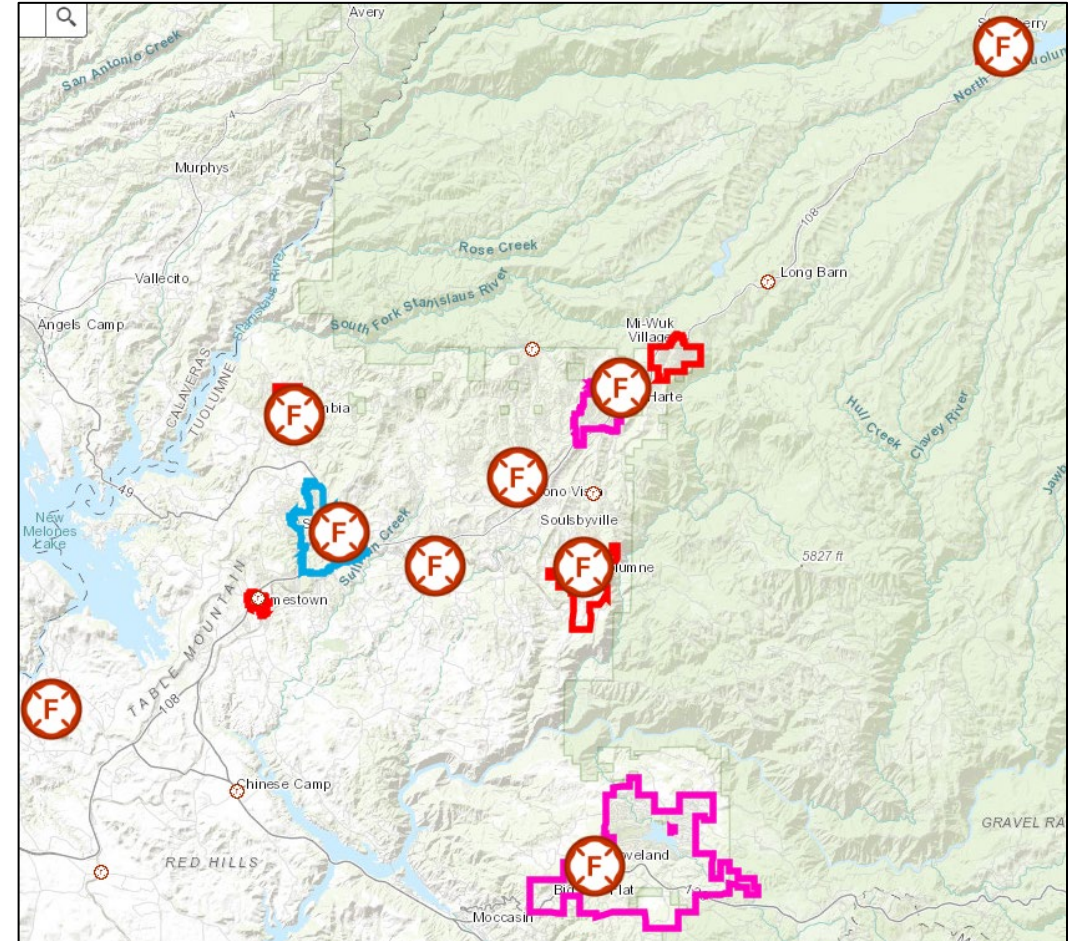 Avery
San Antonio Creek
4
Murphys
North
108
Rose Creek
Vallecito
Long Barn
Stanislaus River
South Fork Stanislaus River
Angels Camp
Mi-Wuk
Village
CALAVERAS
TUOLUMNE
F
F
Harte
F
Hull Creek
Clavey River
49
F
New
Melones
Lake
Soulsbyville
F
F
F
5827 ft
TABLE MOUNTAIN
108
F
Chinese Camp
GRAVEL RA
RED HILLS
F
Moccasin